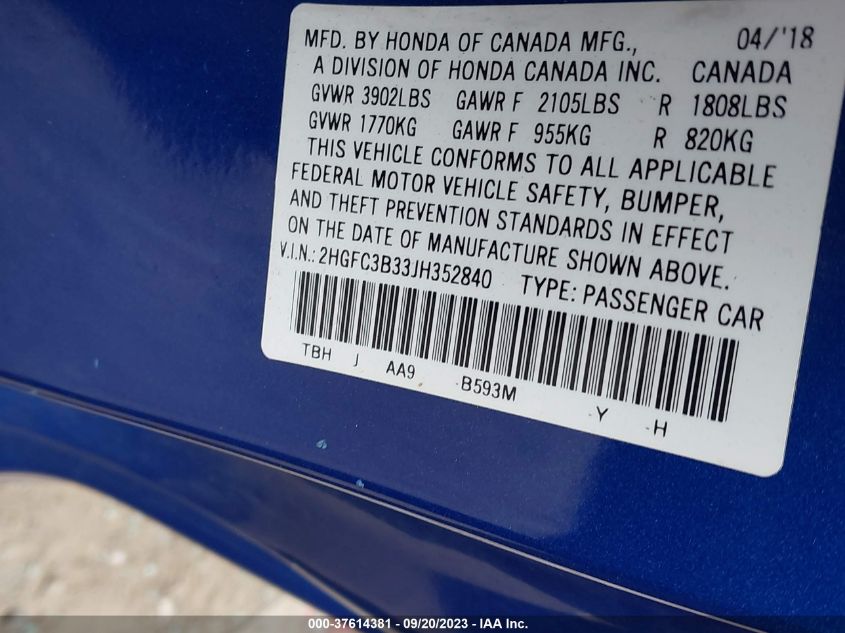 MFD. BY HONDA OF CANADA MFG., 04/'18
A DIVISION OF HONDA CANADA INC. CANADA
GVWR 3902LBS GAWR F 2105LBS R 1808LBS
GVWR 1770KG GAWR F 955KG R 820KG
THIS VEHICLE CONFORMS TO ALL APPLICABLE
FEDERAL MOTOR VEHICLE SAFETY, BUMPER,
AND THEFT PREVENTION STANDARDS IN EFFECT
ON THE DATE OF MANUFACTURE SHOWN ABOVE.
V.I.N.: 2HGFC3B33JH352840 TYPE: PASSENGER CAR
TBH J AA9 -B593M -Y -H
000-37614381 - 09/20/2023 - IAA Inc.